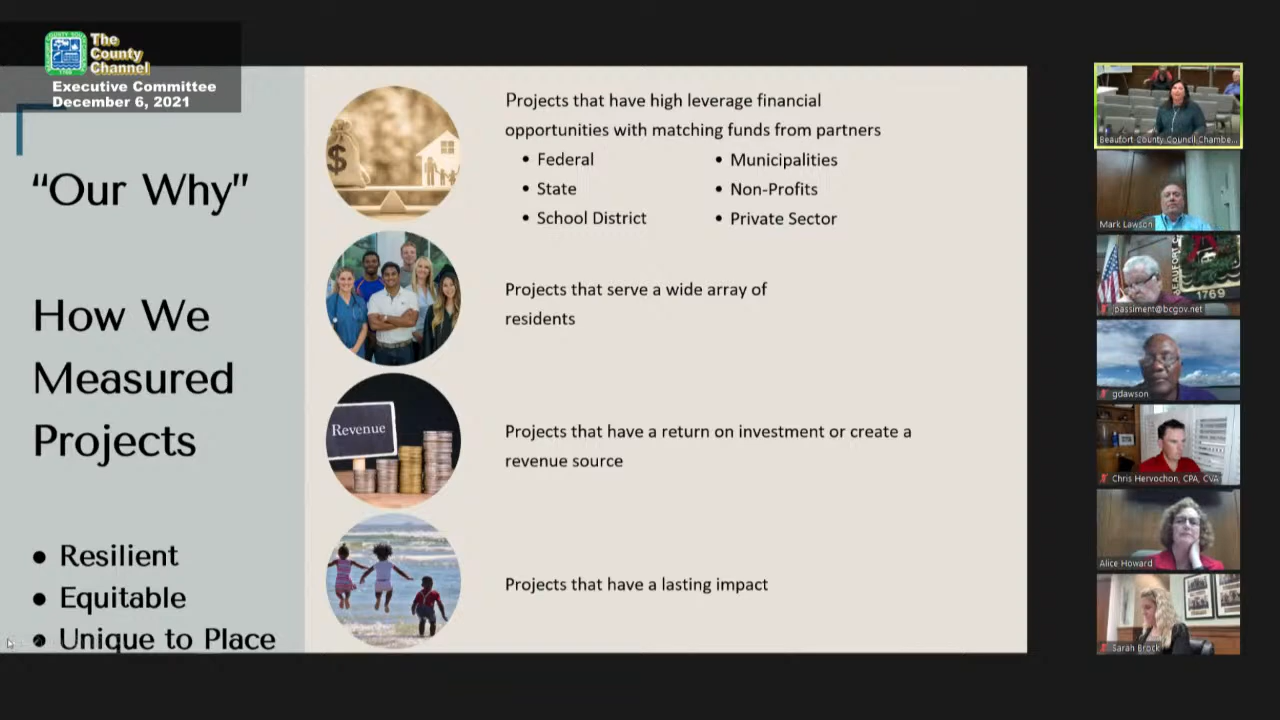 The
County
Channel
Executive Committee
December 6, 2021
“Our Why”
How We
Measured
Projects
• Resilient
• Equitable
• Unique to Place
$
Projects that have high leverage financial
opportunities with matching funds from partners
• Federal
• State
• School District
• Municipalities
• Non-Profits
• Private Sector
Projects that serve a wide array of
residents
Revenue
Projects that have a return on investment or create a
revenue source
Projects that have a lasting impact
Beaufort County Council Chambe...
Mark Lawson
BEAUFORT C
1769
jpassiment@bcgov.net
gdawson
Chris Hervochon, CPA, CVA
Alice Howard
Sarah Brock